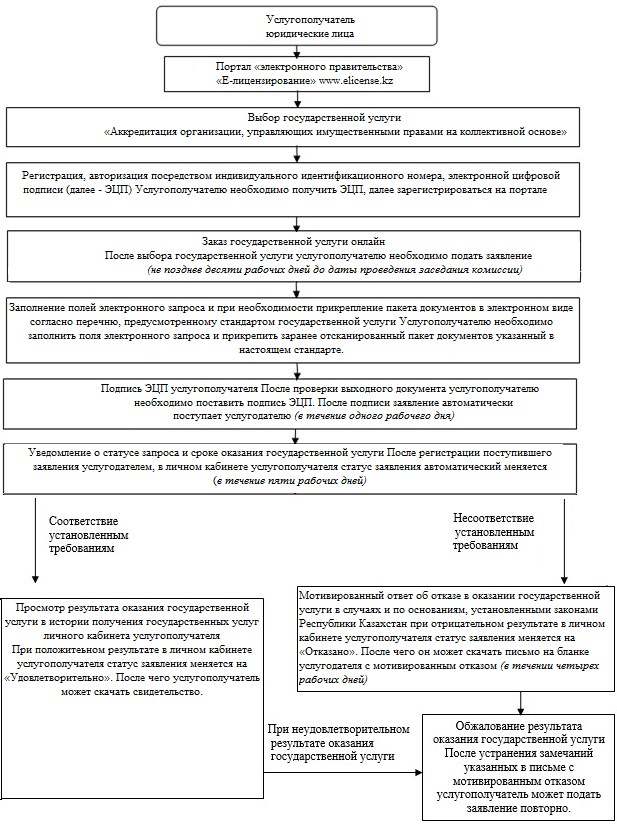 Услугополучатель
юридические лица
Портал «электронного правительства»
«Е-лицензирование» www.elicense.kz
Выбор государственной услуги
«Аккредитация организации, управляющих имущественными правами на коллективной основе»
Регистрация, авторизация посредством индивидуального идентификационного номера, электронной цифровой
подписи (далее - ЭЦП) Услугополучателю необходимо получить ЭЦП, далее зарегистрироваться на портале
Заказ государственной услуги онлайн
После выбора государственной услуги услугополучателю необходимо подать заявление
(не позднее десяти рабочих дней до даты проведения заседания комиссии)
Заполнение полей электронного запроса и при необходимости прикрепление пакета документов в электронном виде
согласно перечню, предусмотренному стандартом государственной услуги Услугополучателю необходимо
заполнить поля электронного запроса и прикрепить заранее отсканированный пакет документов указанный в
настоящем стандарте.
Подпись ЭЦП услугополучателя После проверки выходного документа услугополучателю
необходимо поставить подпись ЭЦП. После подписи заявление автоматически
поступает услугодателю (в течение одного рабочего дня)
Уведомление о статусе запроса и сроке оказания государственной услуги После регистрации поступившего
заявления услугодателем, в личном кабинете услугополучателя статус заявления автоматический меняется
(в течение пяти рабочих дней)
Соответствие
установленным
требованиям
Несоответствие
установленным
требованиям
Просмотр результата оказания государственной
услуги в истории получения государственных услуг
личного кабинета услугополучателя
При положитеьном результате в личном кабинете
услугополучателя статус заявления меняется на
«Удовлетворительно». После чего услугополучатель
может скачать свидетельство.
Мотивированный ответ об отказе в оказании государственной
услуги в случаях и по основаниям, установленными законами
Республики Казахстан при отрицательном результате в личном
кабинете услугополучателя статус заявления меняется на
«Отказано». После чего он может скачать письмо на бланке
услугодателя с мотивированным отказом (в течении четырех
рабочих дней)
При неудовлетворительном
результате оказания
государственной услуги
Обжалование результата
оказания государственной услуги
После устранения замечаний
указанных в письме с
мотивированным отказом
услугополучатель может подать
заявление повторно.